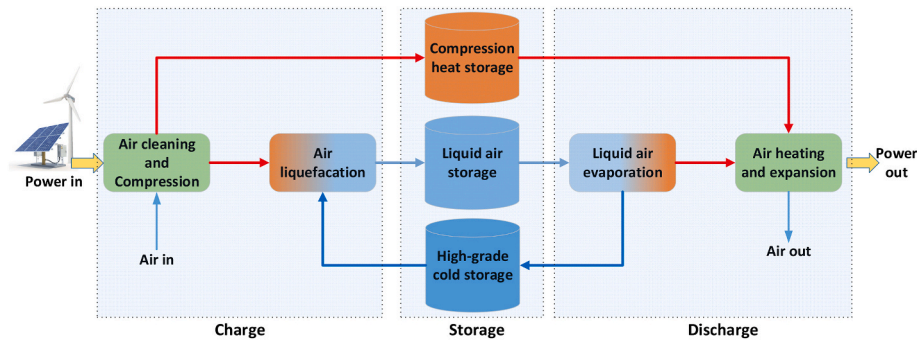 Compression
heat storage
Air cleaning
and
Compression
Air
liquefacation
Liquid air
storage
Liquid air
evaporation
Air heating
and expansion
Power in
Power
out
Air in
High-grade
cold storage
Air out
Charge
Storage
Discharge